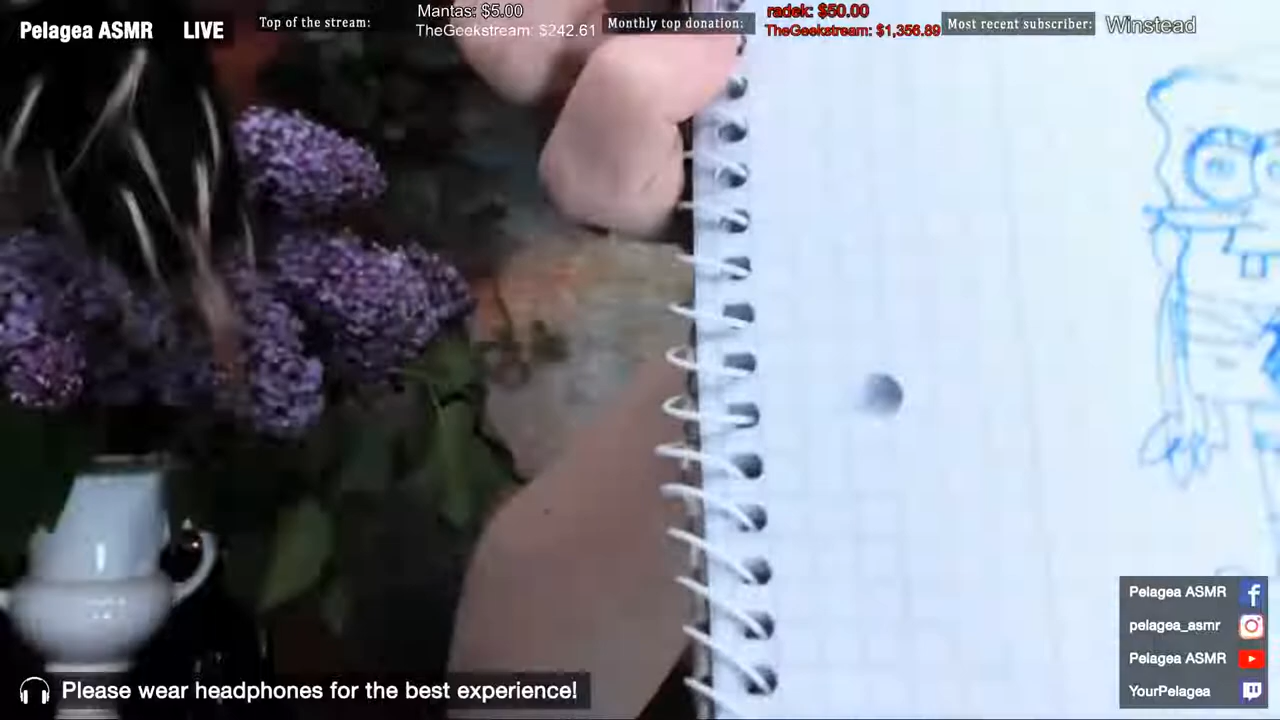 Pelagea ASMR LIVE
Top of the stream:
Mantas: $5.00
TheGeekstream: $242.61
Monthly top donation:
radek: $50.00
TheGeekstream: $1,356.89
Most recent subscriber:
Winstead
Pelagea ASMR
pelagea_asmr
Pelagea ASMR
YourPelagea
Please wear headphones for the best experience!